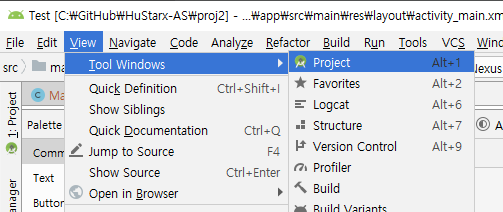 Test [C:₩GitHub₩HuStarx-AS₩proj2] - ...₩app₩src₩main₩res₩layout₩activity_main.xm
File Edit View Navigate Code Analyze Refactor Build Run Tools VCS Window
src ma Nexus
Tool Windows
Project Alt+1
Quick Definition Ctrl+Shift+I
Favorites Alt+2
Show Siblings
Logcat Alt+6
Quick Documentation Ctrl+Q
Structure Alt+7
Jump to Source F4
Version Control Alt+9
Show Source Ctrl+Enter
Profiler
Open in Browser
Build
Build Variants
1: Project
Ma
Palette
Comm
Text
Button
A